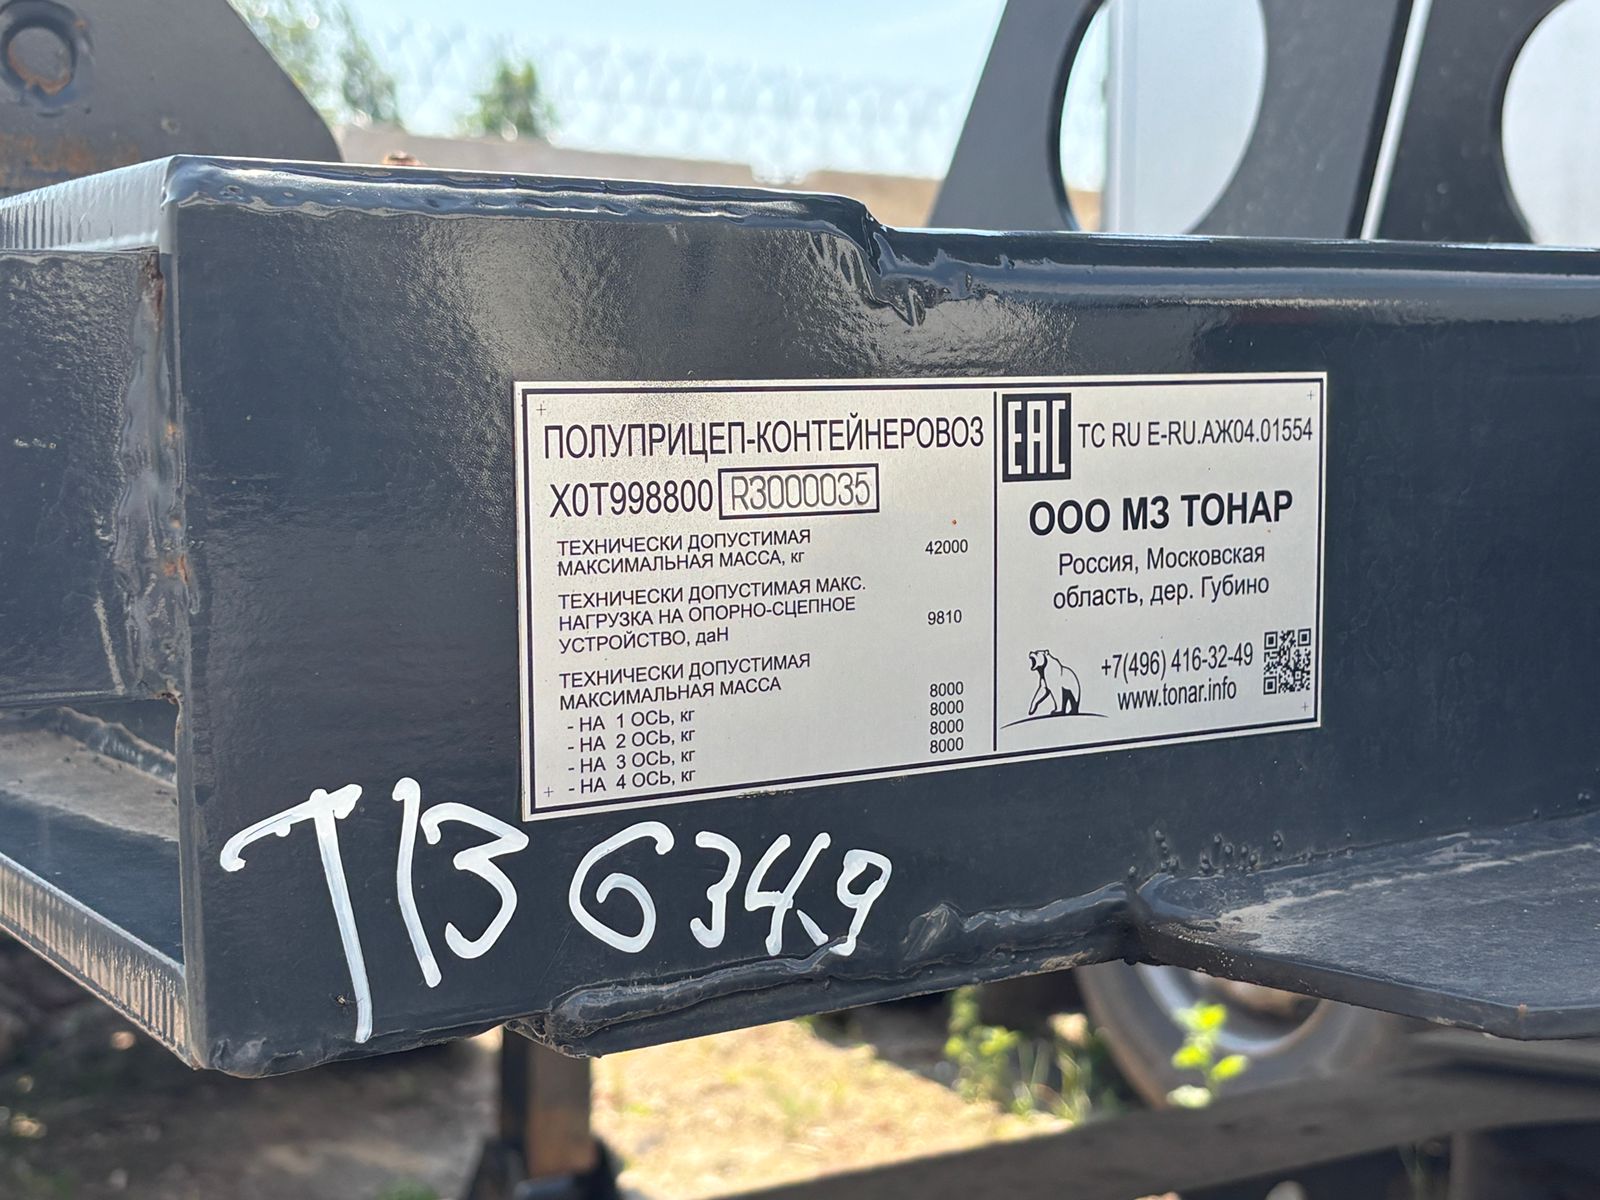 ПОЛУПРИЦЕП-КОНТЕЙНЕРОВОЗ
X0T998800 R3000035
ТЕХНИЧЕСКИ ДОПУСТИМАЯ
МАКСИМАЛЬНАЯ МАССА, кг 42000
ТЕХНИЧЕСКИ ДОПУСТИМАЯ МАКС.
НАГРУЗКА НА ОПОРНО-СЦЕПНОЕ
УСТРОЙСТВО, даН 9810
ТЕХНИЧЕСКИ ДОПУСТИМАЯ
МАКСИМАЛЬНАЯ МАССА
- НА 1 ОСЬ, кг 8000
- НА 2 ОСЬ, кг 8000
- НА 3 ОСЬ, кг 8000
- НА 4 ОСЬ, кг 8000
EAC TC RU E-RU.АЖ04.01554
ООО МЗ ТОНАР
Россия, Московская
область, дер. Губино
+7(496) 416-32-49
www.tonar.info